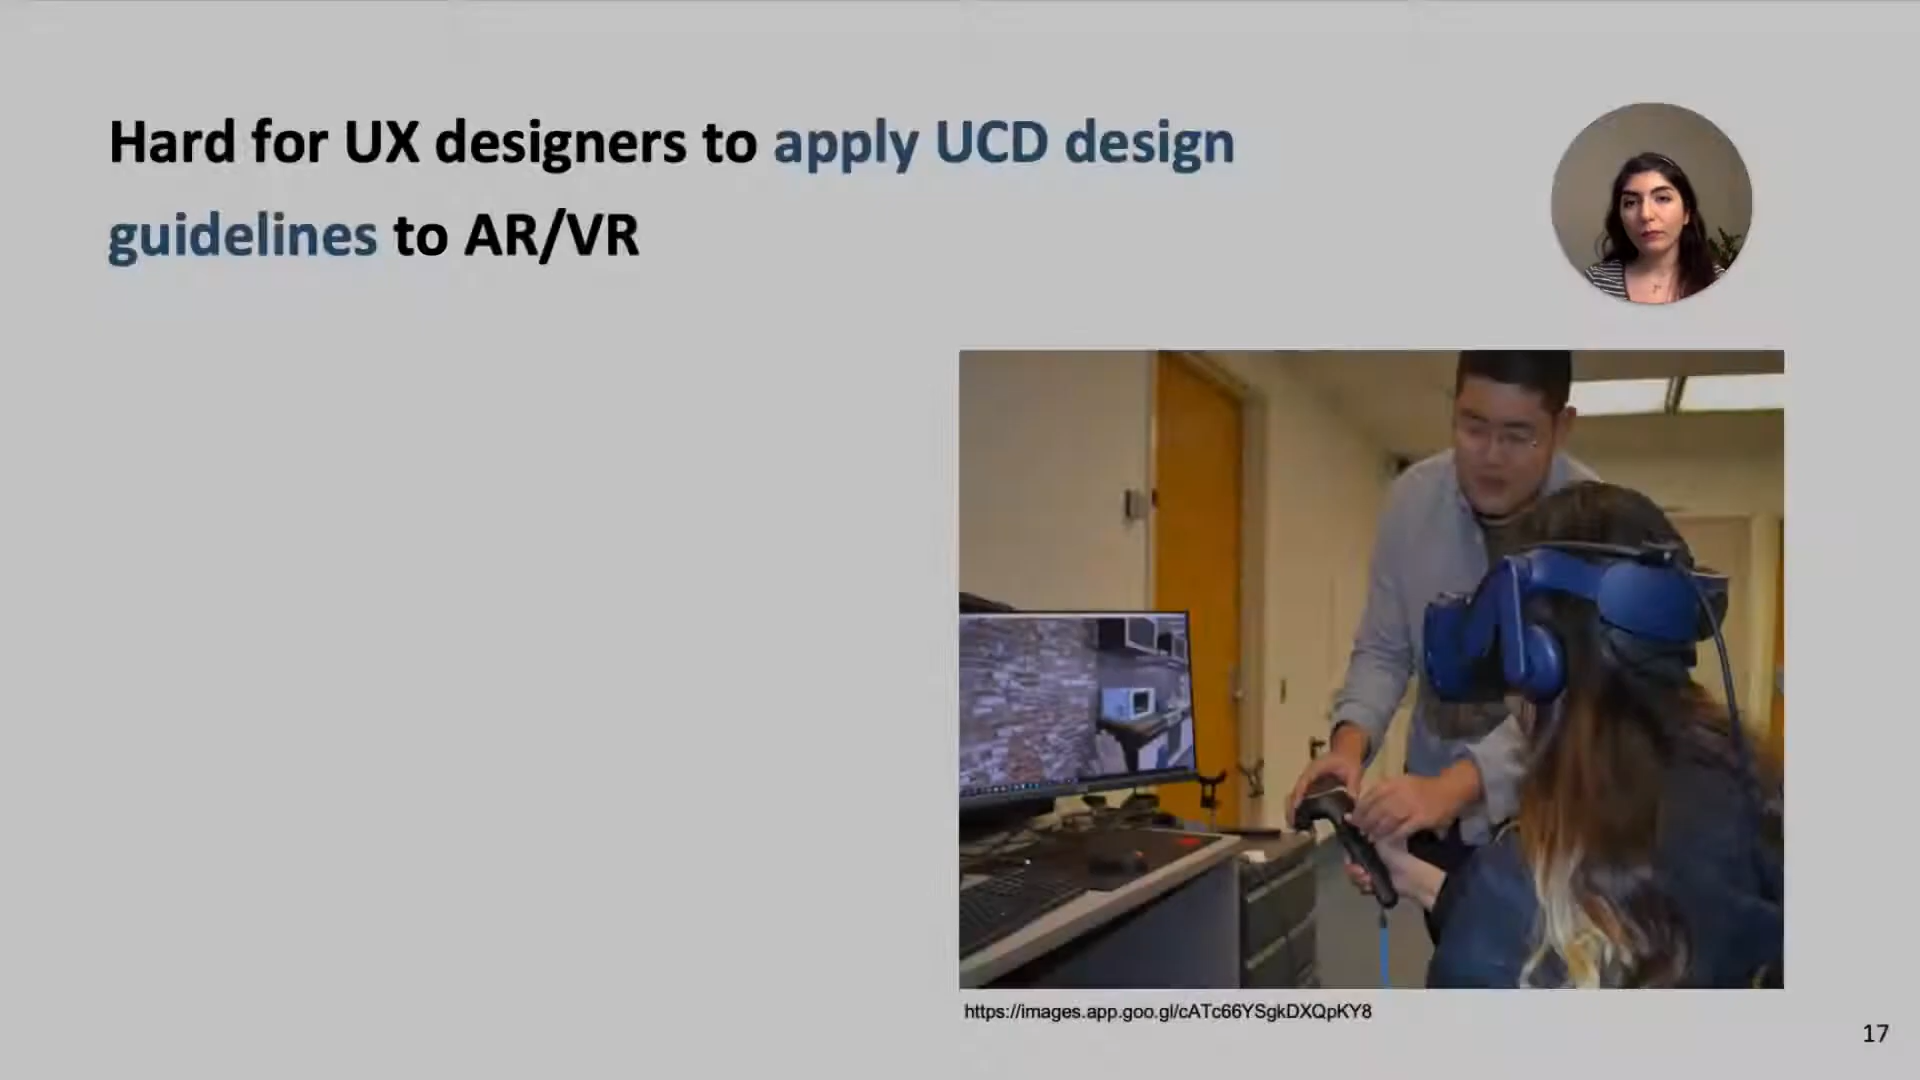 Hard for UX designers to apply UCD design
guidelines to AR/VR
https://images.app.goo.gl/cATc66YSgkDXQpKY8
17